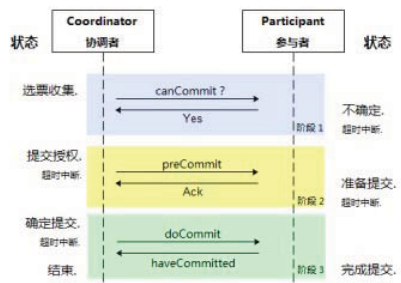 Coordinator
协调者
Participant
参与者
状态
状态
选票收集.
canCommit ?
Yes
不确定.
超时中断.
阶段 1
提交授权.
超时中断.
preCommit
Ack
准备提交.
超时中断.
阶段 2
确定提交.
超时中断.
doCommit
haveCommitted
结束.
阶段 3
完成提交.